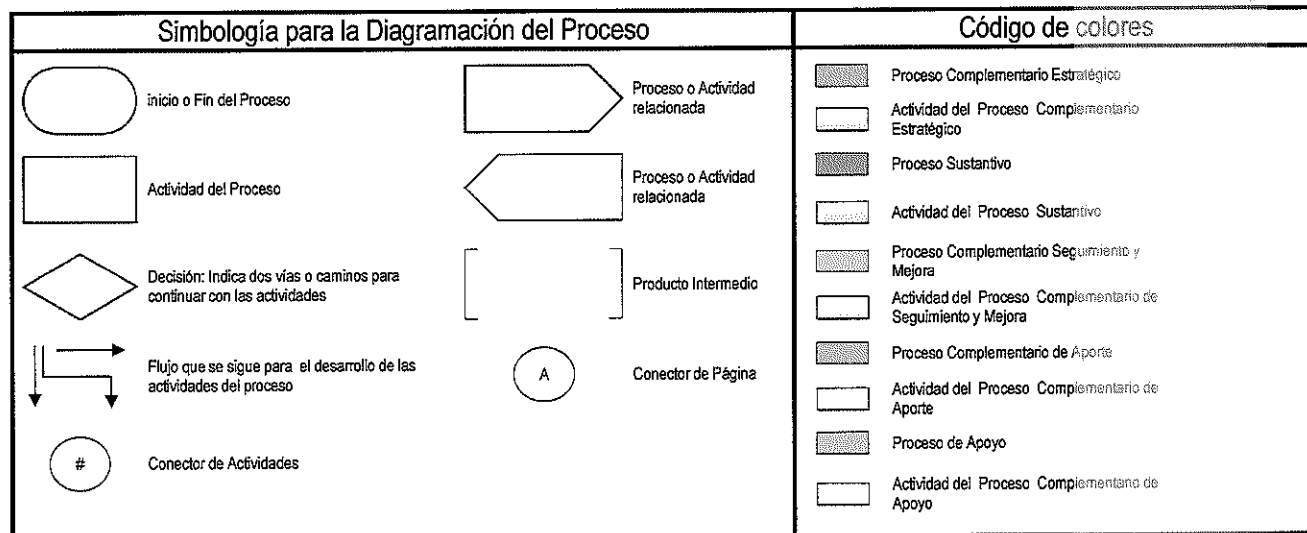 Simbología para la Diagramación del Proceso
inicio o Fin del Proceso
Proceso o Actividad
relacionada
Actividad del Proceso
Proceso o Actividad
relacionada
Decisión: Indica dos vías o caminos para
continuar con las actividades
Producto Intermedio
Flujo que se sigue para el desarrollo de las
actividades del proceso
A
Conector de Página
#
Conector de Actividades
Código de colores
Proceso Complementario Estratégico
Actividad del Proceso Complementario
Estratégico
Proceso Sustantivo
Actividad del Proceso Sustantivo
Proceso Complementario Seguimiento y
Mejora
Actividad del Proceso Complementario de
Seguimiento y Mejora
Proceso Complementario de Aporte
Actividad del Proceso Complementario de
Aporte
Proceso de Apoyo
Actividad del Proceso Complementario de
Apoyo